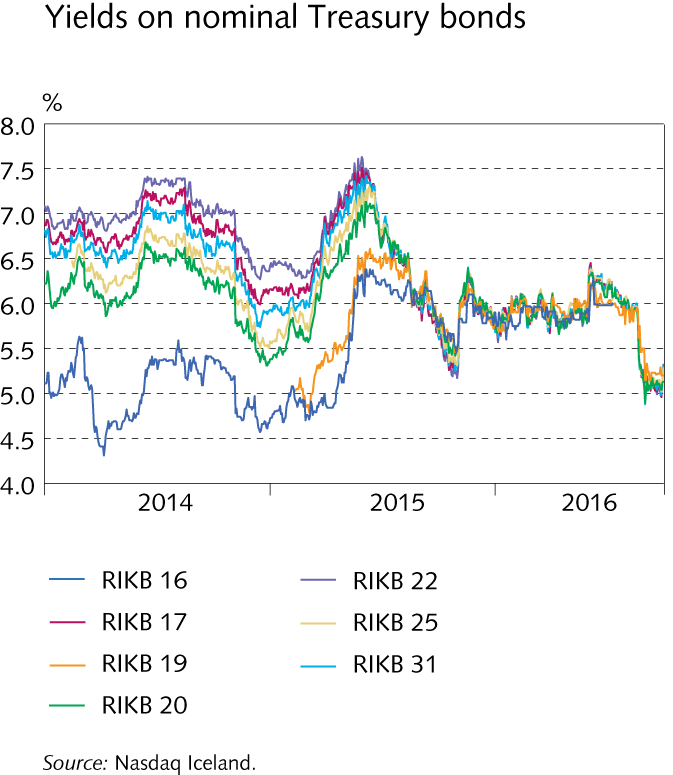 Yields on nominal Treasury bonds
%
8.0
7.5
7.0
6.5
6.0
5.5
5.0
4.5
4.0
2014 2015 2016
RIKB 16 RIKB 22
RIKB 17 RIKB 25
RIKB 19 RIKB 31
RIKB 20
Source: Nasdaq Iceland.